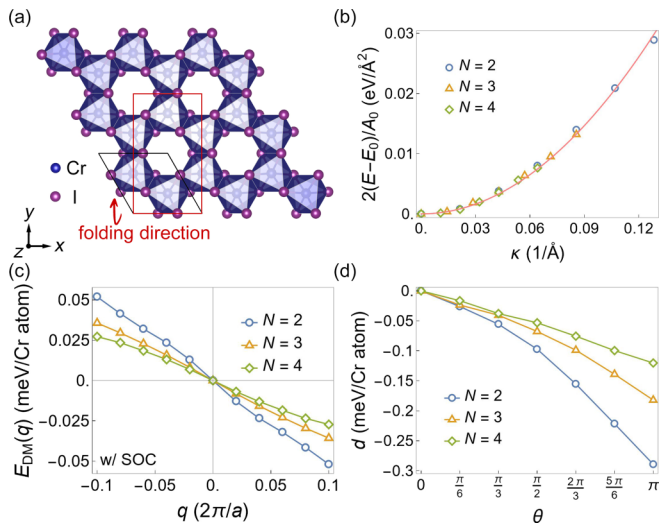 (a)
Cr
I
y
z
x
folding direction
(b)
2(E−E₀)/A₀ (eV/Å²)
0.03
0.02
0.01
0.
N = 2
N = 3
N = 4
0. 0.03 0.06 0.09 0.12
κ (1/Å)
(c)
E_DM(q) (meV/Cr atom)
0.05
0.025
0.
−0.025
−0.05
N = 2
N = 3
N = 4
w/ SOC
−0.1 −0.05 0. 0.05 0.1
q (2π/a)
(d)
d (meV/Cr atom)
0.
−0.05
−0.1
−0.15
−0.2
−0.25
−0.3
N = 2
N = 3
N = 4
0 π/6 π/3 π/2 2π/3 5π/6 π
θ